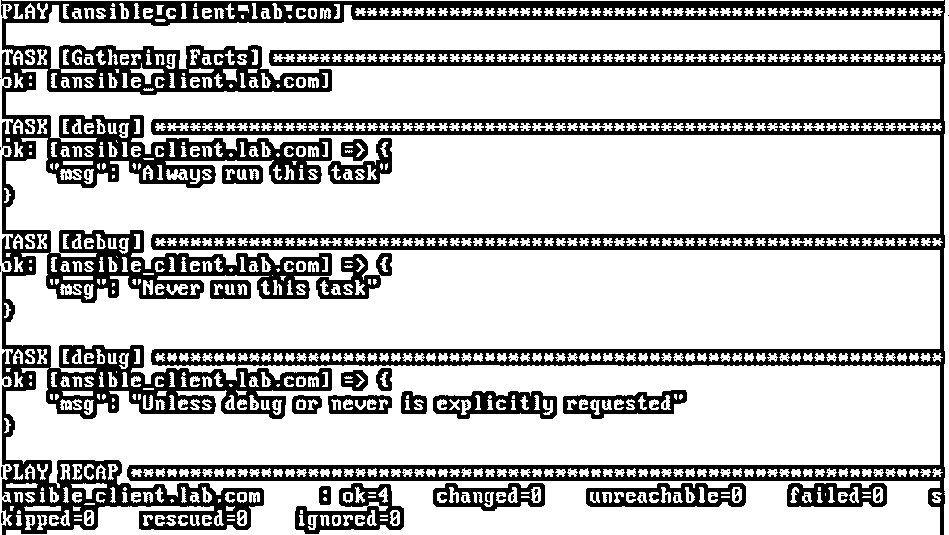 PLAY [ansible_client.lab.com] **************************************************
TASK [Gathering Facts] *********************************************************
ok: [ansible_client.lab.com]
TASK [debug] *******************************************************************
ok: [ansible_client.lab.com] => {
    "msg": "Always run this task"
}
TASK [debug] *******************************************************************
ok: [ansible_client.lab.com] => {
    "msg": "Never run this task"
}
TASK [debug] *******************************************************************
ok: [ansible_client.lab.com] => {
    "msg": "Unless debug or never is explicitly requested"
}
PLAY RECAP *********************************************************************
ansible_client.lab.com     : ok=4    changed=0    unreachable=0    failed=0    s
kipped=0    rescued=0    ignored=0